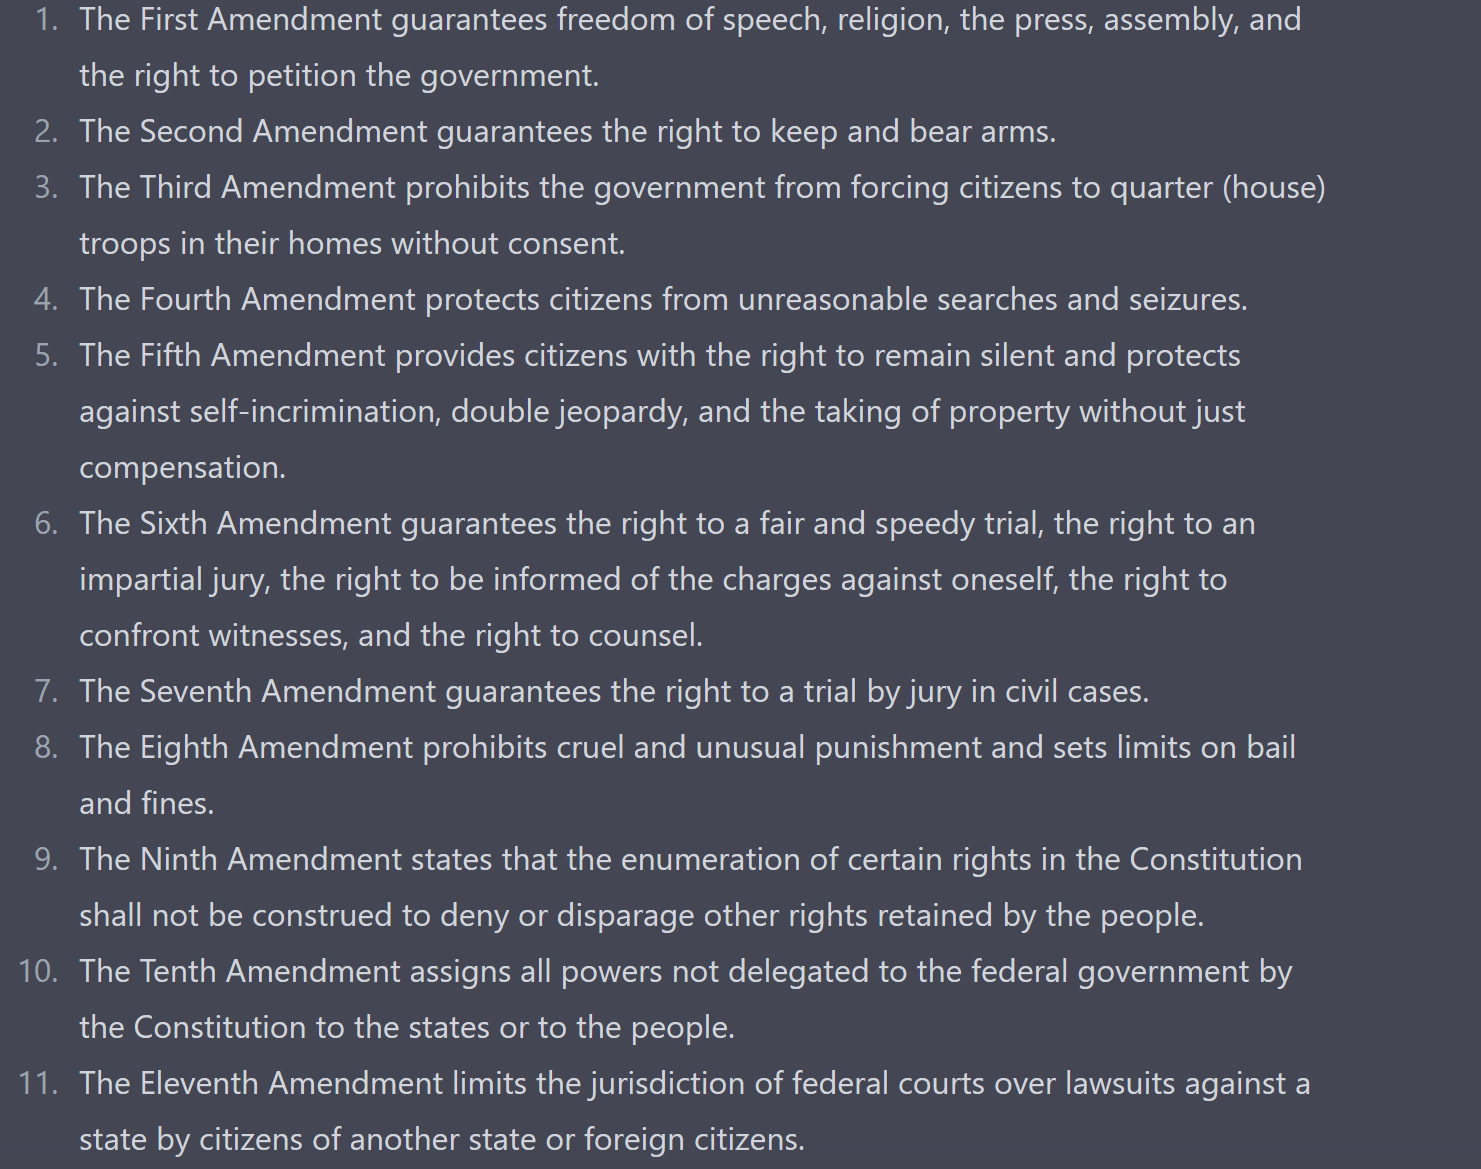 1. The First Amendment guarantees freedom of speech, religion, the press, assembly, and
the right to petition the government.
2. The Second Amendment guarantees the right to keep and bear arms.
3. The Third Amendment prohibits the government from forcing citizens to quarter (house)
troops in their homes without consent.
4. The Fourth Amendment protects citizens from unreasonable searches and seizures.
5. The Fifth Amendment provides citizens with the right to remain silent and protects
against self-incrimination, double jeopardy, and the taking of property without just
compensation.
6. The Sixth Amendment guarantees the right to a fair and speedy trial, the right to an
impartial jury, the right to be informed of the charges against oneself, the right to
confront witnesses, and the right to counsel.
7. The Seventh Amendment guarantees the right to a trial by jury in civil cases.
8. The Eighth Amendment prohibits cruel and unusual punishment and sets limits on bail
and fines.
9. The Ninth Amendment states that the enumeration of certain rights in the Constitution
shall not be construed to deny or disparage other rights retained by the people.
10. The Tenth Amendment assigns all powers not delegated to the federal government by
the Constitution to the states or to the people.
11. The Eleventh Amendment limits the jurisdiction of federal courts over lawsuits against a
state by citizens of another state or foreign citizens.